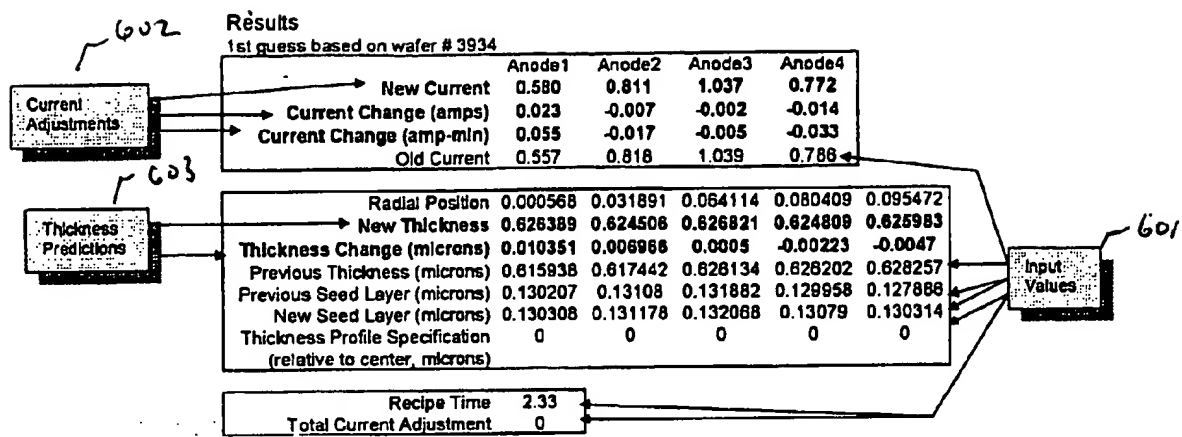 602
Results
1st guess based on wafer # 3934
Anode1 Anode2 Anode3 Anode4
New Current 0.580 0.811 1.037 0.772
Current Change (amps) 0.023 -0.007 -0.002 -0.014
Current Change (amp-min) 0.055 -0.017 -0.005 -0.033
Old Current 0.557 0.818 1.039 0.786
Current
Adjustments
603
Radial Position 0.000568 0.031891 0.064114 0.080409 0.095472
New Thickness 0.626389 0.624506 0.626821 0.624809 0.625983
Thickness Change (microns) 0.010351 0.006966 0.0005 -0.00223 -0.0047
Previous Thickness (microns) 0.615938 0.617442 0.626134 0.626202 0.628257
Previous Seed Layer (microns) 0.130207 0.13108 0.131882 0.129958 0.127886
New Seed Layer (microns) 0.130308 0.131178 0.132068 0.13079 0.130314
Thickness Profile Specification 0 0 0 0 0
(relative to center, microns)
Thickness
Predictions
601
Input
Values
Recipe Time 2.33
Total Current Adjustment 0